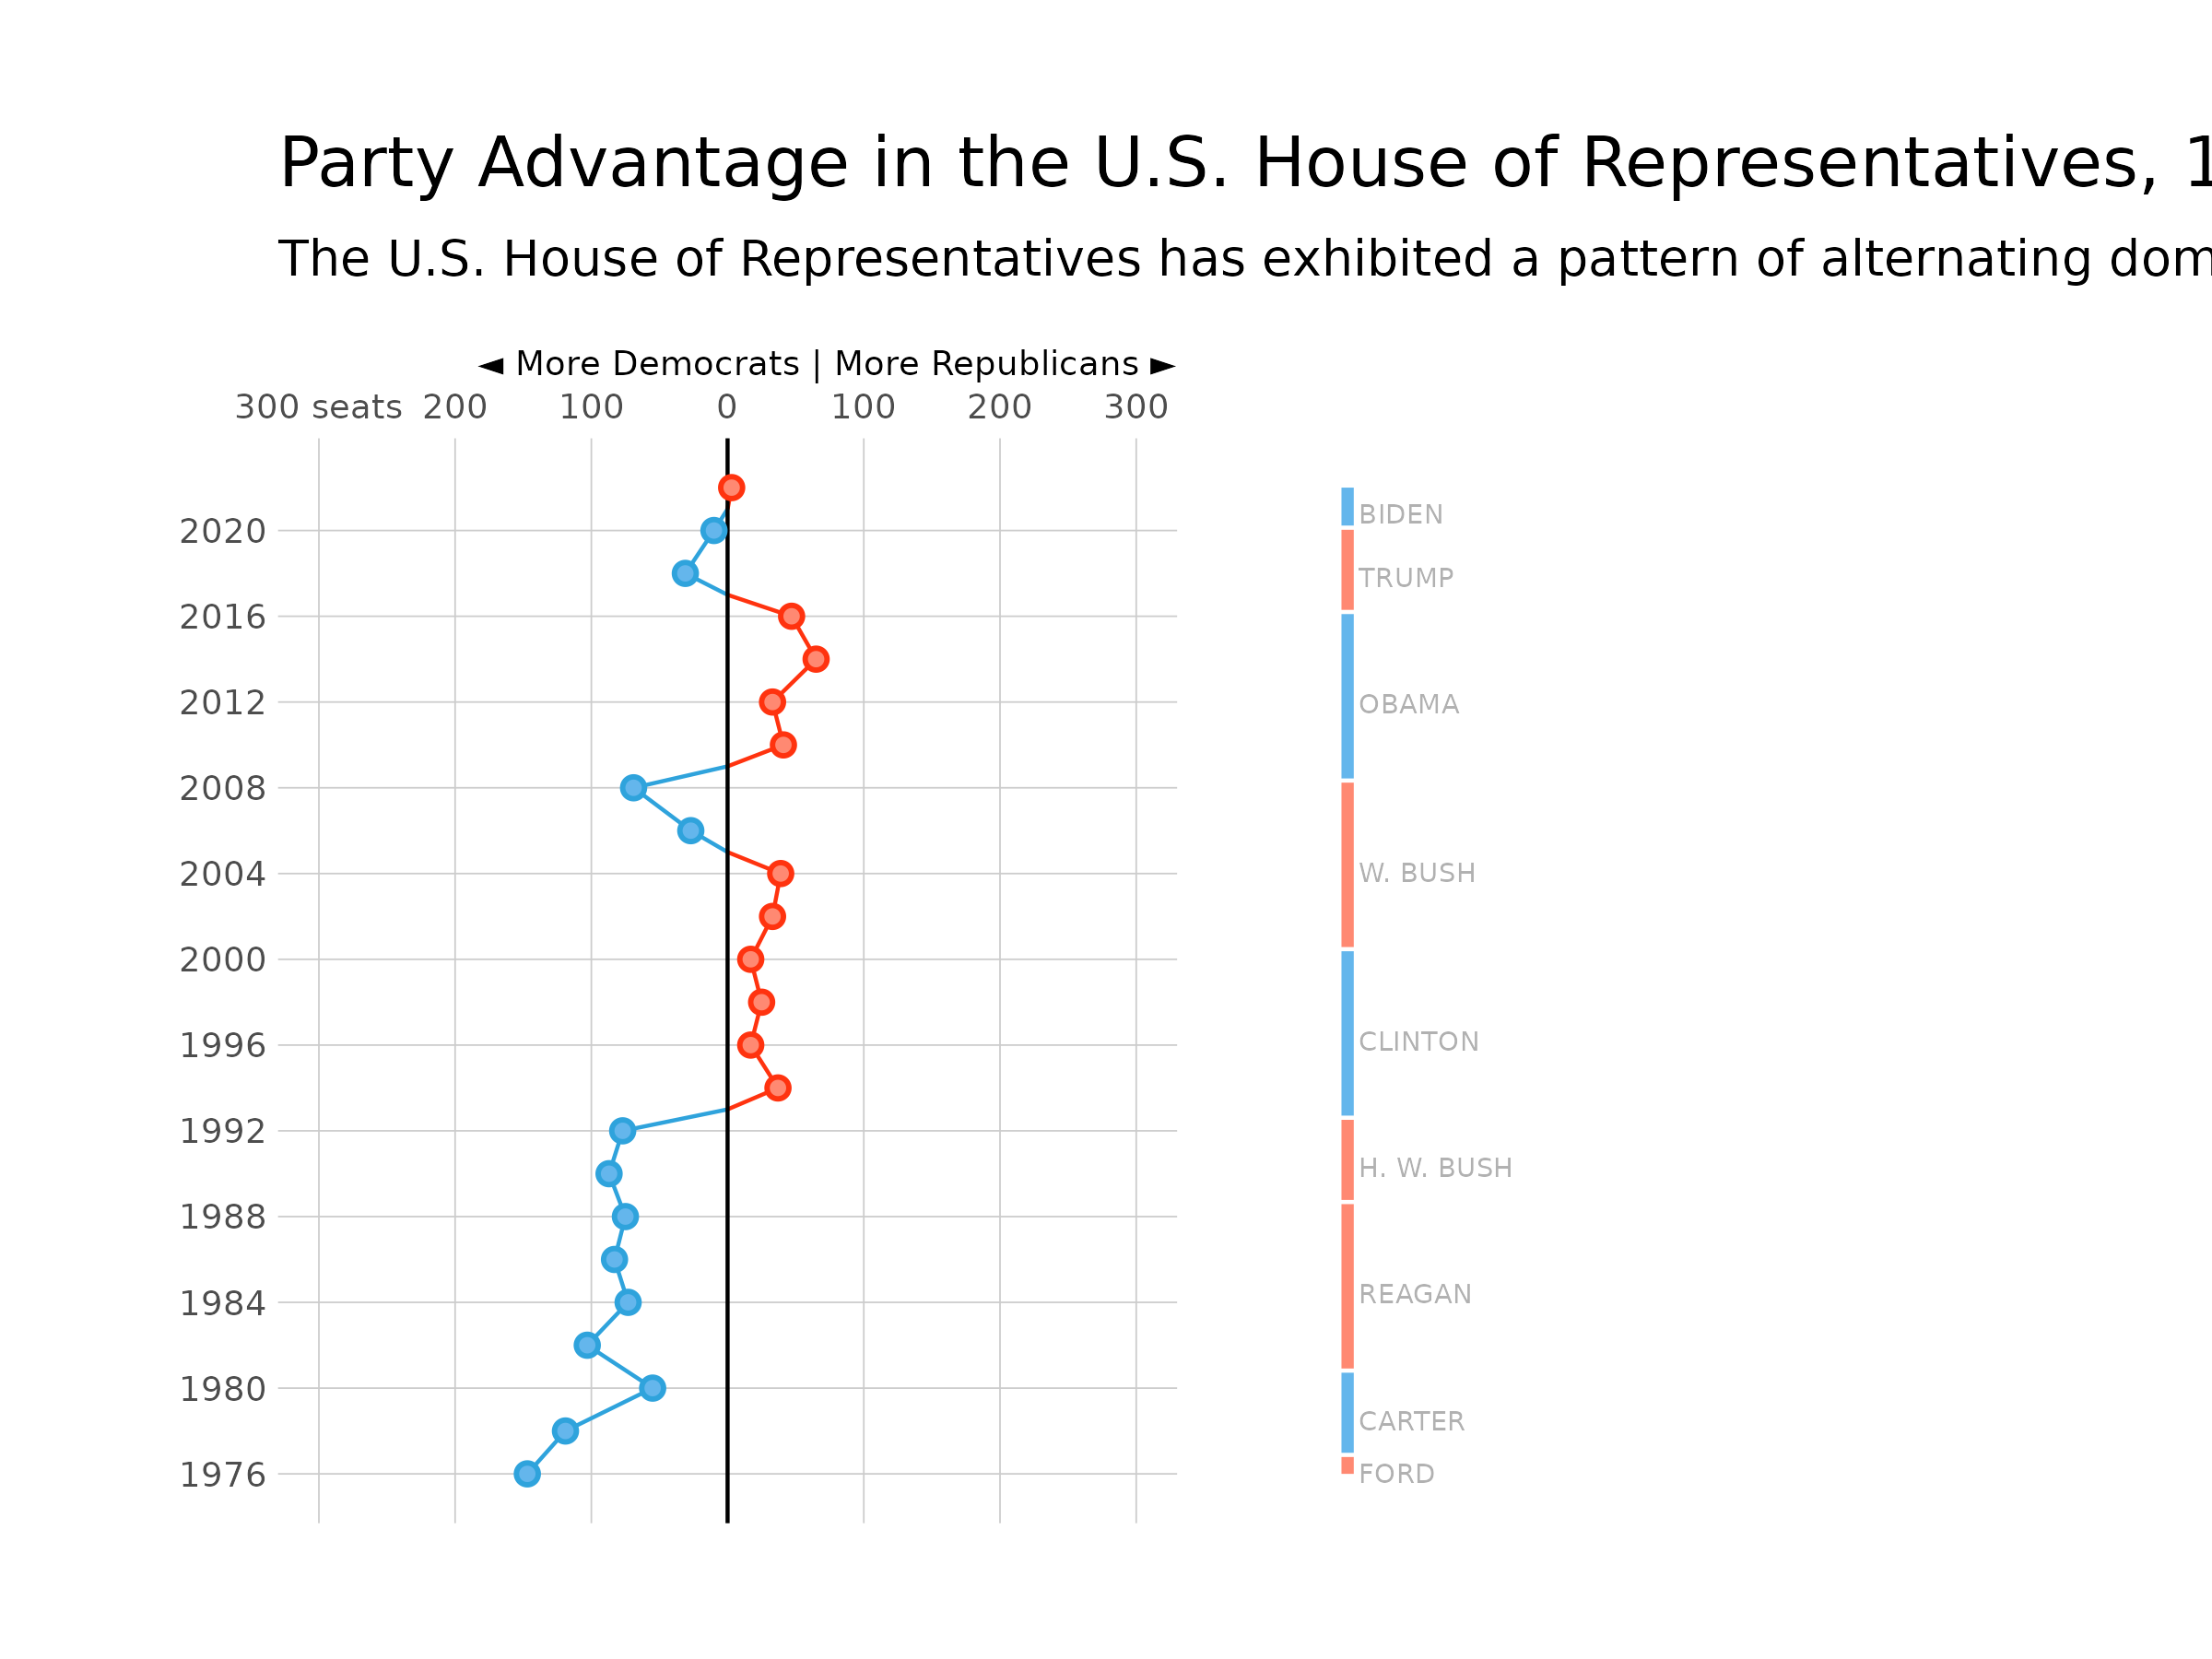 Party Advantage in the U.S. House of Representatives, 1
The U.S. House of Representatives has exhibited a pattern of alternating dom
◄ More Democrats | More Republicans ►
300 seats 200 100 0 100 200 300
2020
2016
2012
2008
2004
2000
1996
1992
1988
1984
1980
1976
BIDEN
TRUMP
OBAMA
W. BUSH
CLINTON
H. W. BUSH
REAGAN
CARTER
FORD